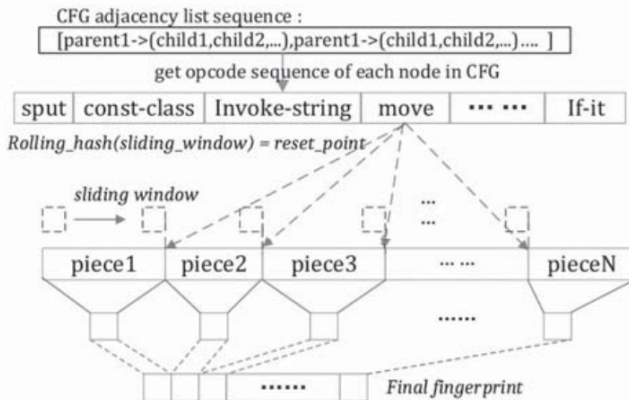 CFG adjacency list sequence :
[parent1->(child1,child2,...),parent1->(child1,child2,...).... ]
get opcode sequence of each node in CFG
sput const-class Invoke-string move ... ... If-it
Rolling_hash(sliding_window) = reset_point
sliding window
...
...
piece1 piece2 piece3 ... ... pieceN
......
...... Final fingerprint